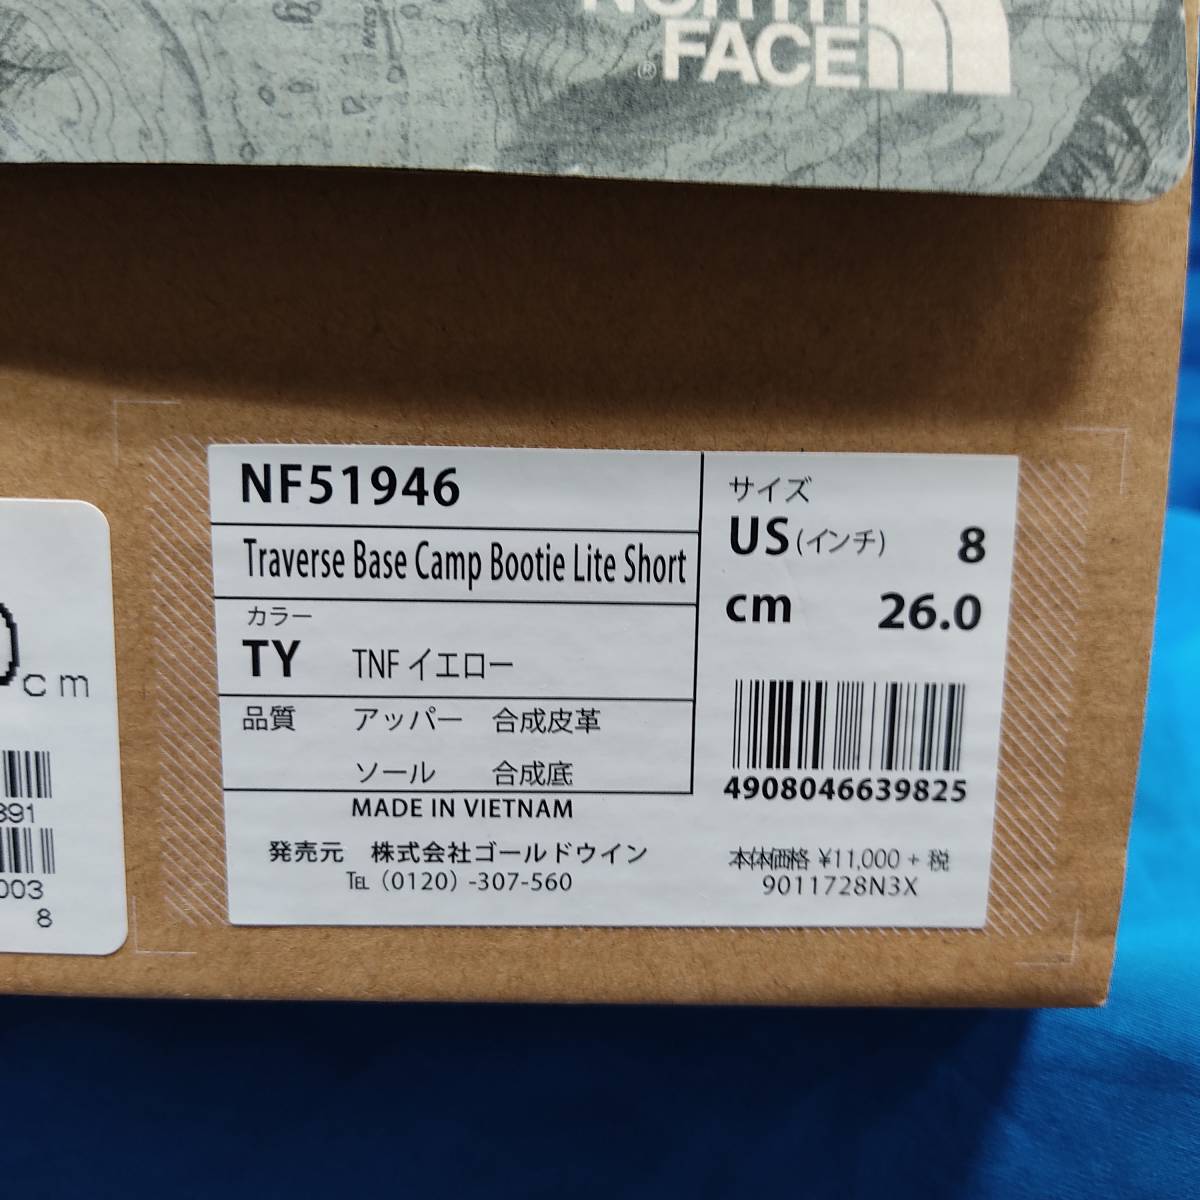 NORTH
FACE
®
NF51946
Traverse Base Camp Bootie Lite Short
カラー
TY TNF イエロー
品質 アッパー 合成皮革
ソール 合成底
MADE IN VIETNAM
発売元 株式会社ゴールドウイン
TEL (0120) -307-560
サイズ
US (インチ) 8
cm 26.0
4908046639825
本体価格 ¥11,000 + 税
9011728N3X
cm
391
003
8